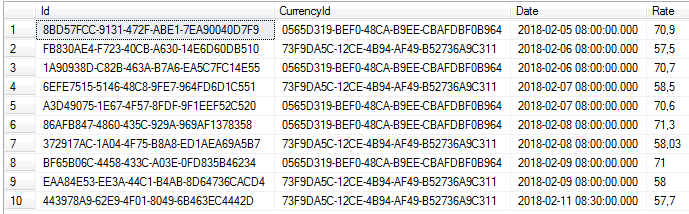 Id CurrencyId Date Rate
1 8BD57FCC-9131-472F-ABE1-7EA90040D7F9 0565D319-BEF0-48CA-B9EE-CBAFDBF0B964 2018-02-05 08:00:00.000 70,9
2 FB830AE4-F723-40CB-A630-14E6D60DB510 73F9DA5C-12CE-4B94-AF49-B52736A9C311 2018-02-06 08:00:00.000 57,5
3 1A90938D-C82B-463A-B7A6-EA5C7FC14E55 0565D319-BEF0-48CA-B9EE-CBAFDBF0B964 2018-02-06 08:00:00.000 70,7
4 6EFE7515-5146-48C8-9FE7-964FD6D1C551 73F9DA5C-12CE-4B94-AF49-B52736A9C311 2018-02-07 08:00:00.000 58,5
5 A3D49075-1E67-4F57-8FDF-9F1EEF52C520 0565D319-BEF0-48CA-B9EE-CBAFDBF0B964 2018-02-07 08:00:00.000 70,6
6 86AFB847-4860-435C-929A-969AF1378358 0565D319-BEF0-48CA-B9EE-CBAFDBF0B964 2018-02-08 08:00:00.000 71,3
7 372917AC-1A04-4F75-B8A8-ED1AEA69A5B7 73F9DA5C-12CE-4B94-AF49-B52736A9C311 2018-02-08 08:00:00.000 58,03
8 BF65B06C-4458-433C-A03E-0FD835B46234 0565D319-BEF0-48CA-B9EE-CBAFDBF0B964 2018-02-09 08:00:00.000 71
9 EAA84E53-EE3A-44C1-B4AB-8D64736CACD4 73F9DA5C-12CE-4B94-AF49-B52736A9C311 2018-02-09 08:00:00.000 58
10 443978A9-62E9-4F01-8049-6B463EC4442D 73F9DA5C-12CE-4B94-AF49-B52736A9C311 2018-02-11 08:30:00.000 57,7